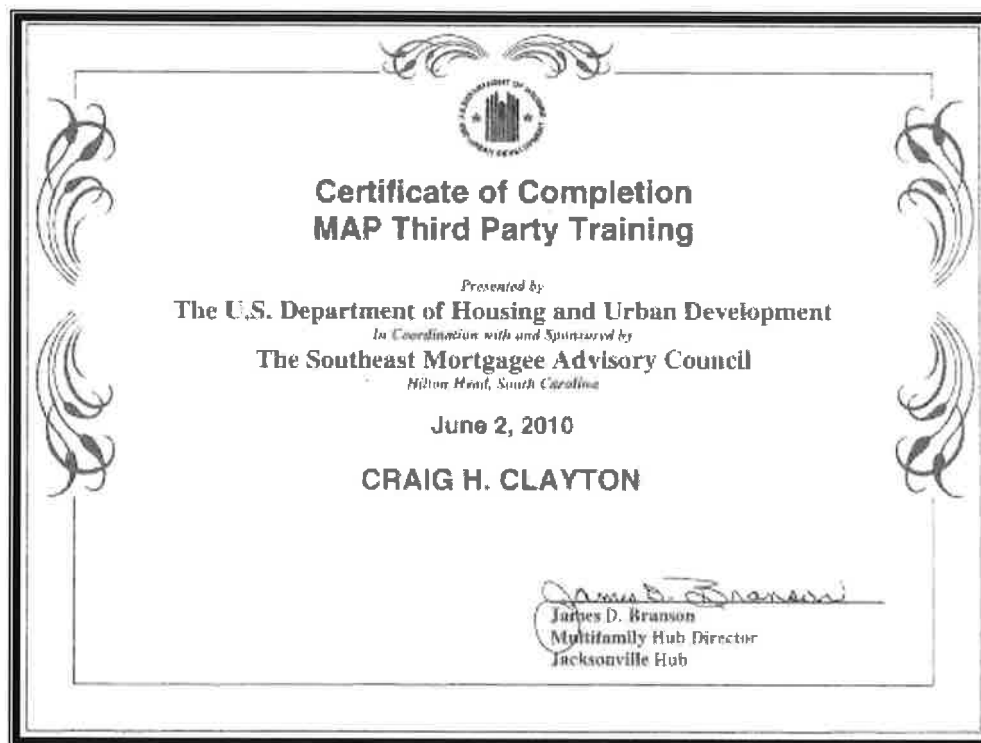 Certificate of Completion
MAP Third Party Training
Presented by
The U.S. Department of Housing and Urban Development
In Coordination with and Sponsored by
The Southeast Mortgagee Advisory Council
Hilton Head, South Carolina
June 2, 2010
CRAIG H. CLAYTON
James D. Branson
James D. Branson
Multifamily Hub Director
Jacksonville Hub